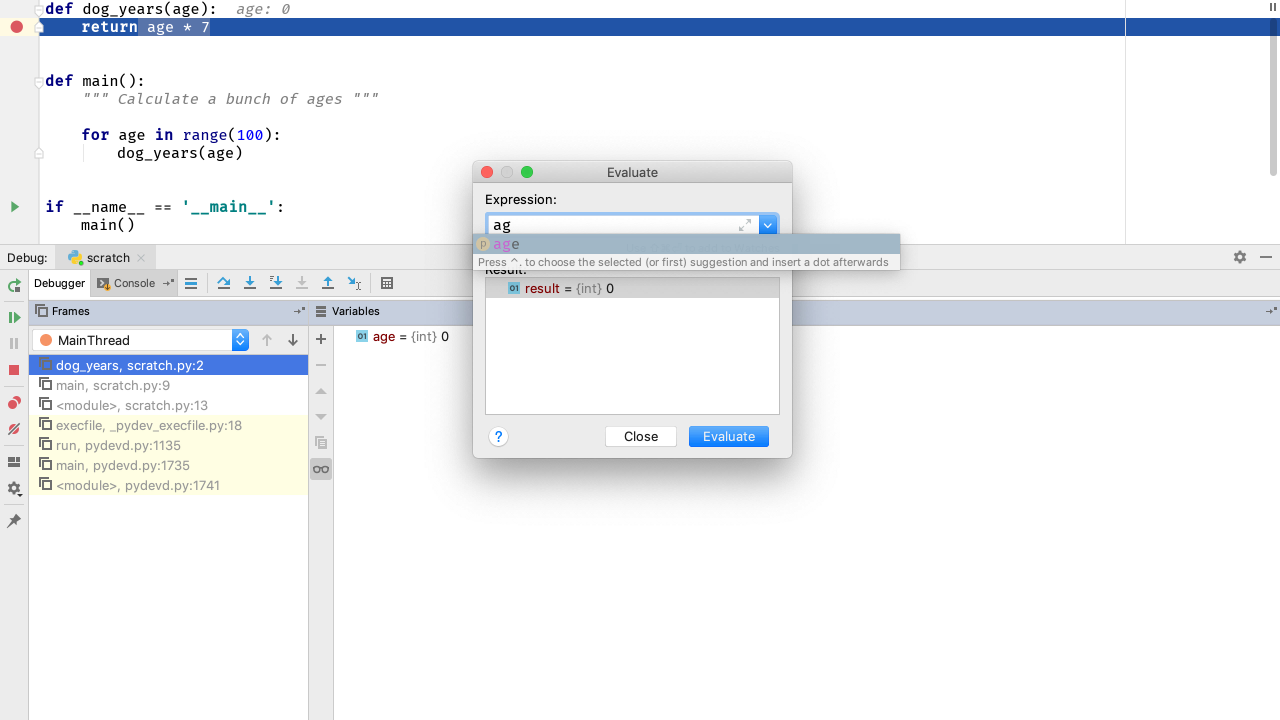 def dog_years(age):  age: 0
return age * 7
def main():
""" Calculate a bunch of ages """
for age in range(100):
dog_years(age)
if __name__ == '__main__':
main()
Evaluate
Expression:
ag
p age
Press ^. to choose the selected (or first) suggestion and insert a dot afterwards
Result:
01 result = {int} 0
? Close Evaluate
Debug: scratch
Debugger Console
Frames
Variables
MainThread
01 age = {int} 0
dog_years, scratch.py:2
main, scratch.py:9
<module>, scratch.py:13
execfile, _pydev_execfile.py:18
run, pydevd.py:1135
main, pydevd.py:1735
<module>, pydevd.py:1741